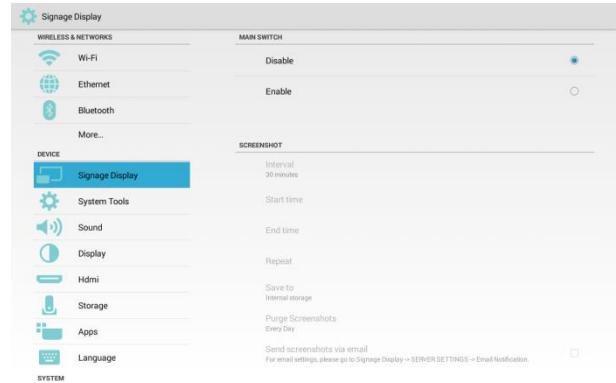 Signage Display
WIRELESS & NETWORKS
Wi-Fi
Ethernet
Bluetooth
More...
DEVICE
Signage Display
System Tools
Sound
Display
Hdmi
Storage
Apps
Language
SYSTEM
MAIN SWITCH
Disable
Enable
SCREENSHOT
Interval
30 minutes
Start time
End time
Repeat
Save to
Internal storage
Purge Screenshots
Every Day
Send screenshots via email
For email settings, please go to Signage Display -> SERVER SETTINGS -> Email Notification.